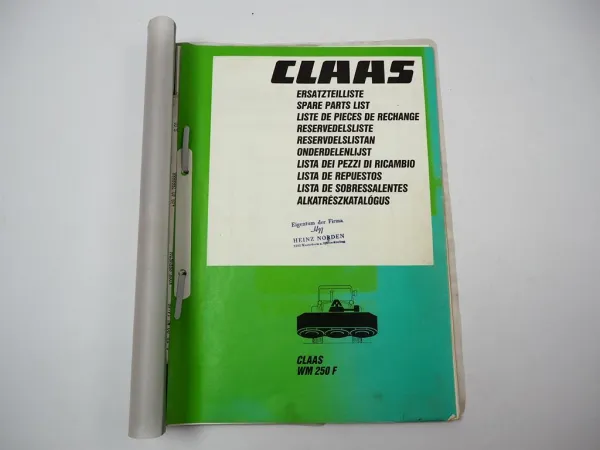 CLAAS
ERSATZTEILLISTE
SPARE PARTS LIST
LISTE DE PIECES DE RECHANGE
RESERVEDELSLISTE
RESERVDELSLISTAN
ONDERDELENLIJST
LISTA DEI PEZZI DI RICAMBIO
LISTA DE REPUESTOS
LISTA DE SOBRESSALENTES
ALKATRÉSZKATALÓGUS
Eigentum der Firma
HEINZ NORDEN
CLAAS
WM 250 F